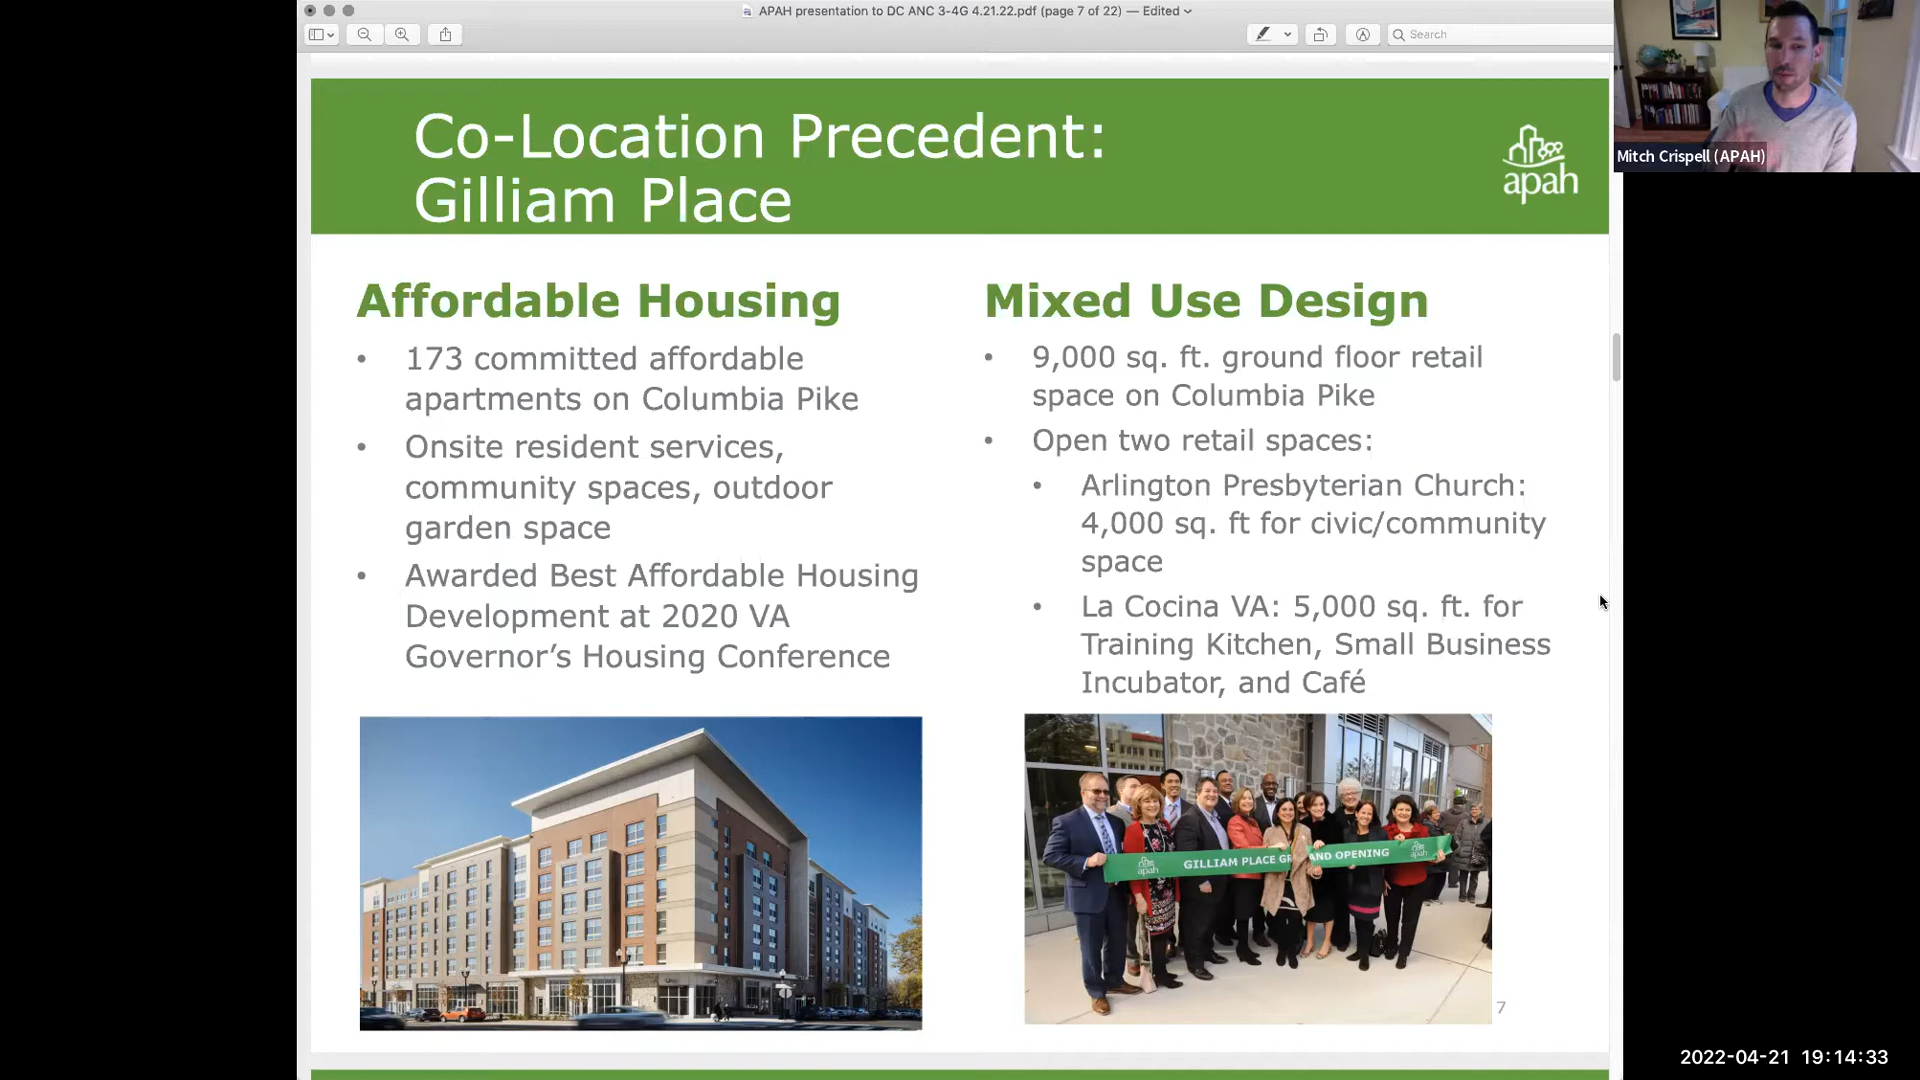 APAH presentation to DC ANC 3-4G 4.21.22.pdf (page 7 of 22) — Edited
Search
Mitch Crispell (APAH)
Co-Location Precedent:
Gilliam Place
apah
Affordable Housing
• 173 committed affordable
apartments on Columbia Pike
• Onsite resident services,
community spaces, outdoor
garden space
• Awarded Best Affordable Housing
Development at 2020 VA
Governor’s Housing Conference
Mixed Use Design
• 9,000 sq. ft. ground floor retail
space on Columbia Pike
• Open two retail spaces:
• Arlington Presbyterian Church:
4,000 sq. ft for civic/community
space
• La Cocina VA: 5,000 sq. ft. for
Training Kitchen, Small Business
Incubator, and Café
apah GILLIAM PLACE GRAND OPENING apah
7
2022-04-21 19:14:33